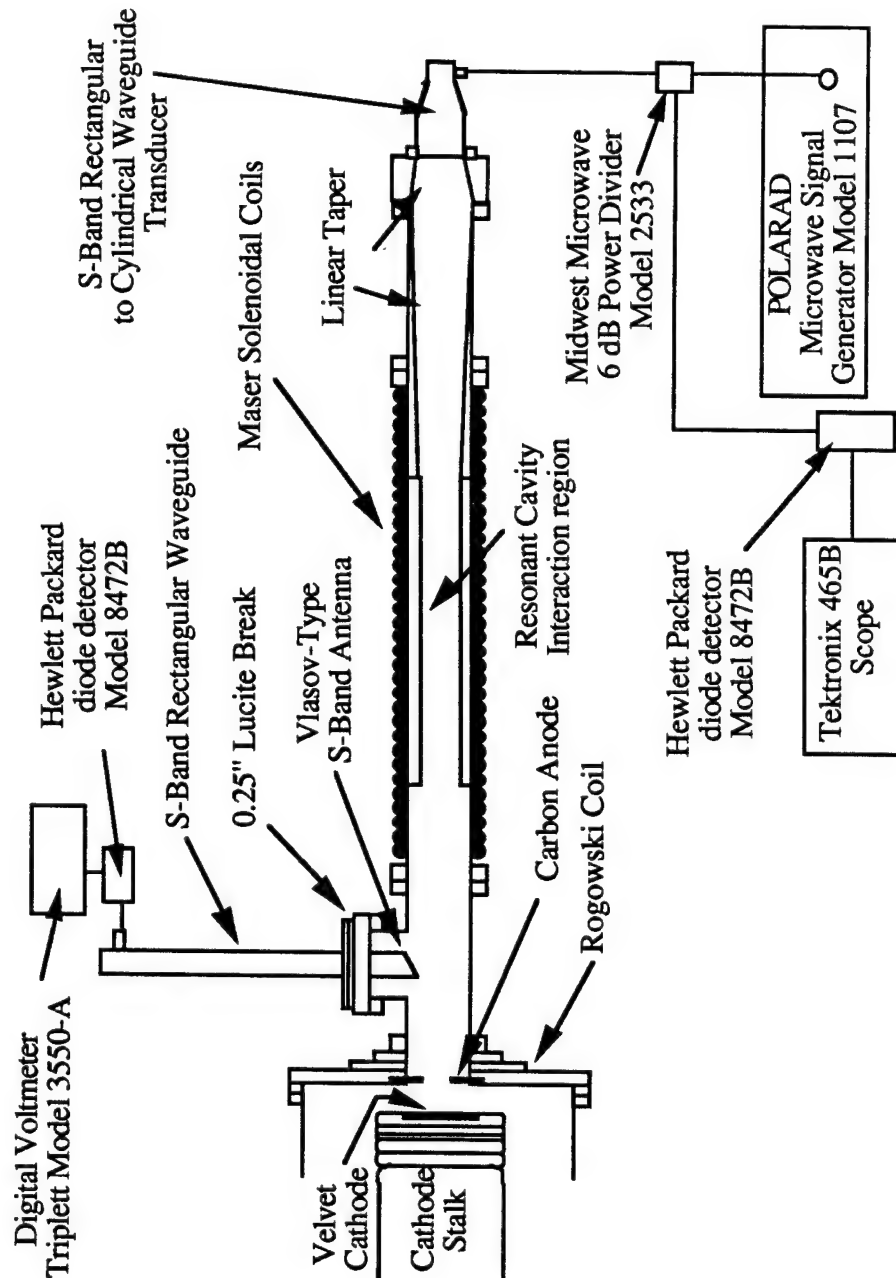 Digital Voltmeter
Triplett Model 3550-A
Hewlett Packard
diode detector
Model 8472B
S-Band Rectangular Waveguide
0.25" Lucite Break
Vlasov-Type
S-Band Antenna
Maser Solenoidal Coils
S-Band Rectangular
to Cylindrical Waveguide
Transducer
Linear Taper
Velvet
Cathode
Cathode
Stalk
Carbon Anode
Rogowski Coil
Resonant Cavity
Interaction region
Midwest Microwave
6 dB Power Divider
Model 2533
Hewlett Packard
diode detector
Model 8472B
Tektronix 465B
Scope
POLARAD
Microwave Signal
Generator Model 1107